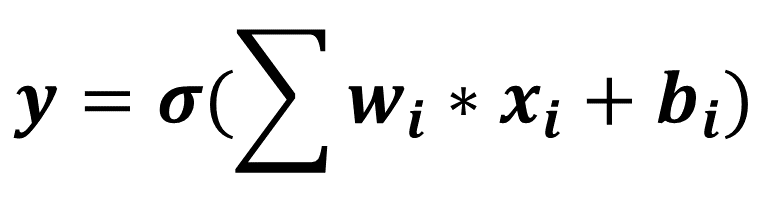 y = σ(∑ wᵢ * xᵢ + bᵢ)